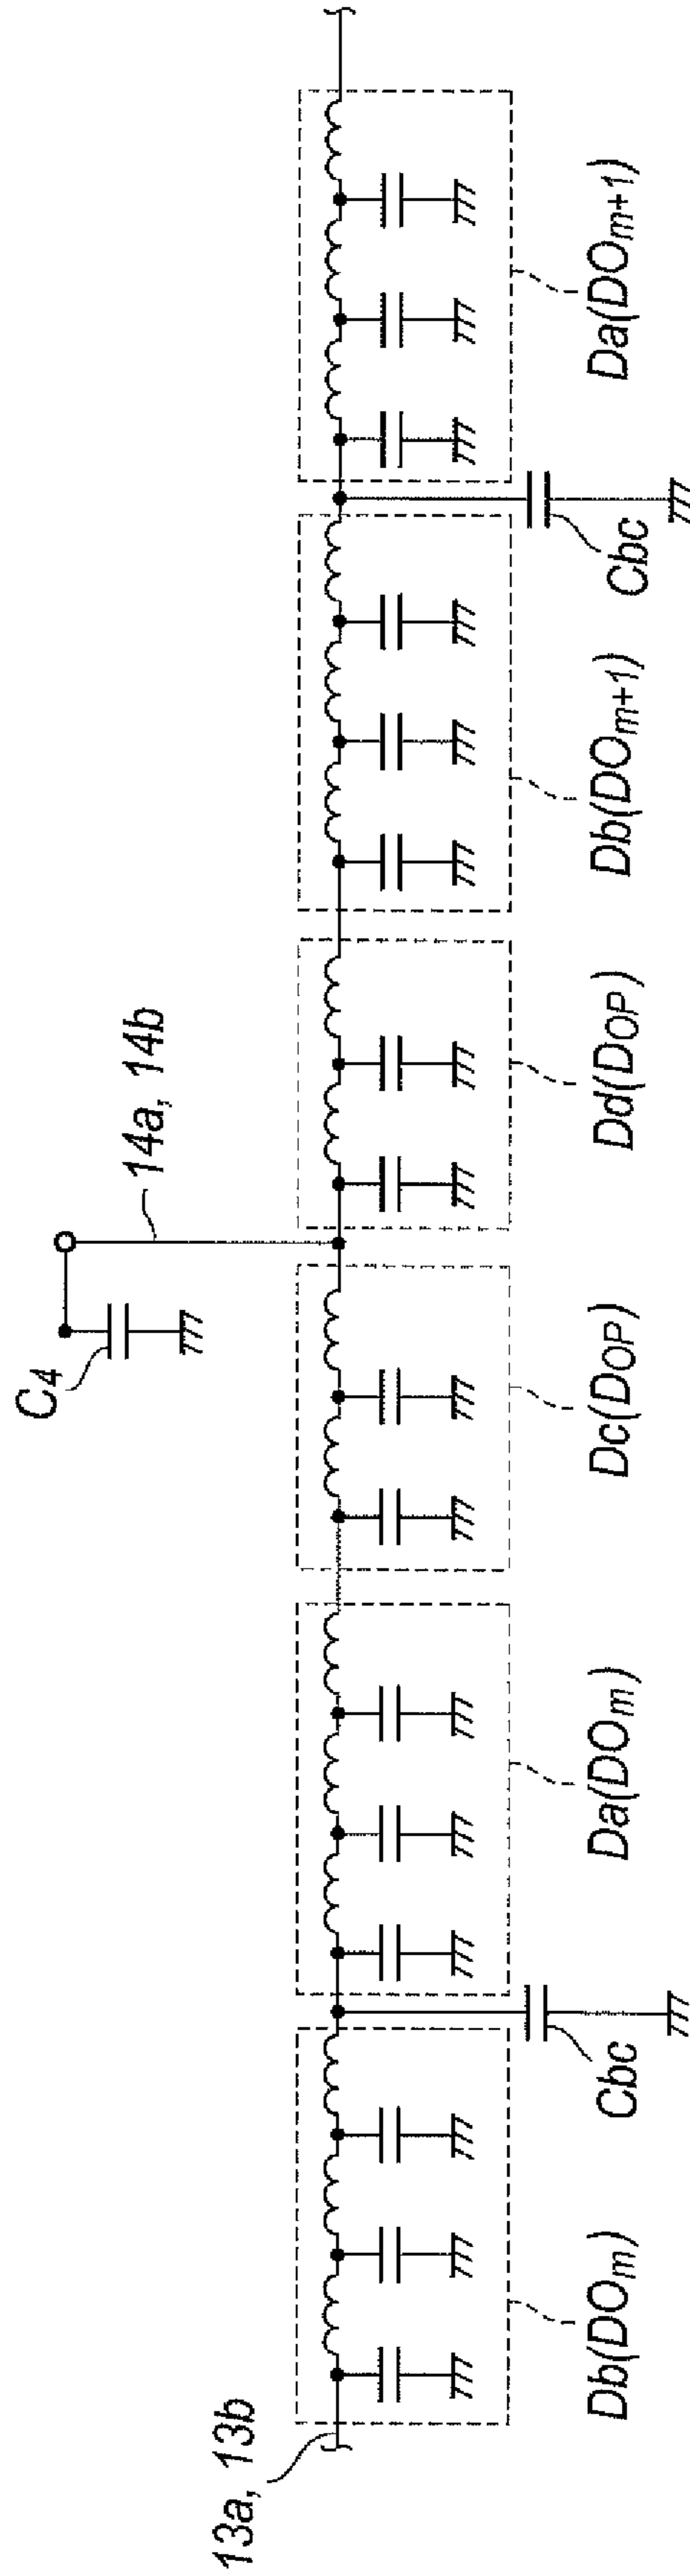 13a, 13b
C4
14a, 14b
Cbc
Cbc
Db(DOm)
Da(DOm)
Dc(DOP)
Dd(DOP)
Db(DOm+1)
Da(DOm+1)